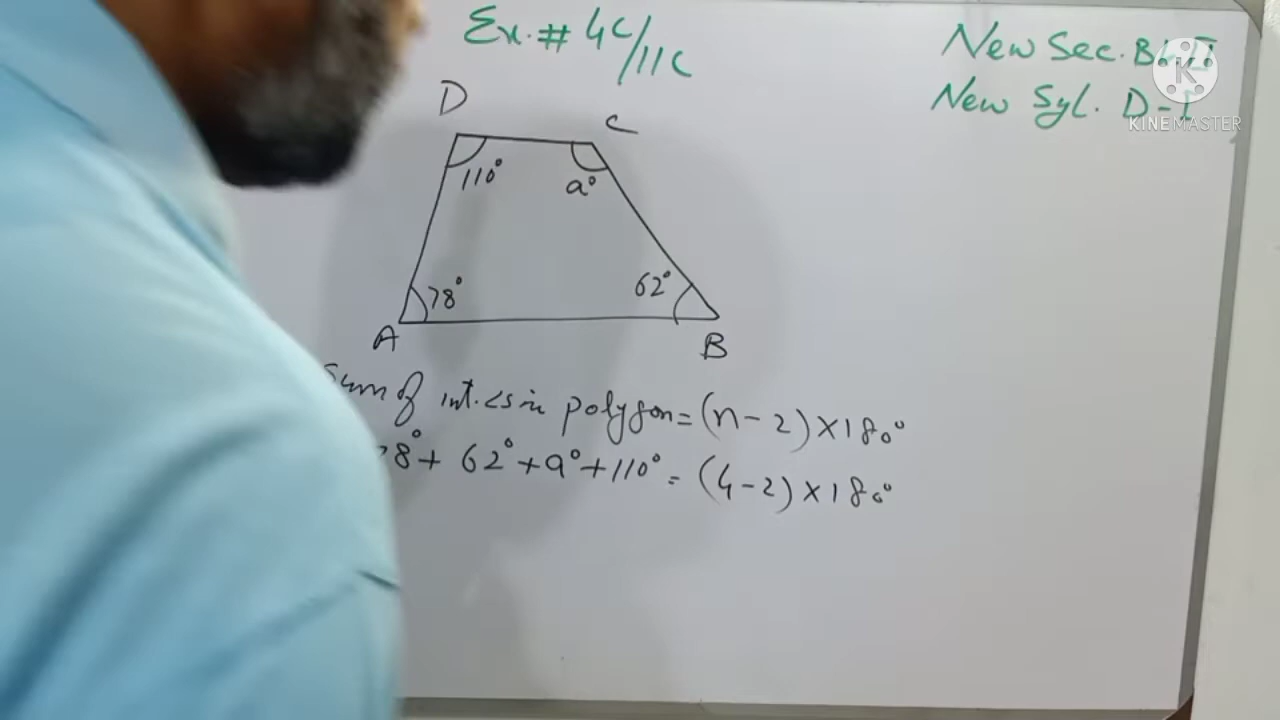 Ex. # 4C/11C
New Sec. Bk
New Syl. D-I
K
KINEMASTER
D
C
110°
a°
78°
62°
A
B
Sum of int. ∠s in polygon = (n-2)×180°
8° + 62° + a° + 110° = (4-2)×180°